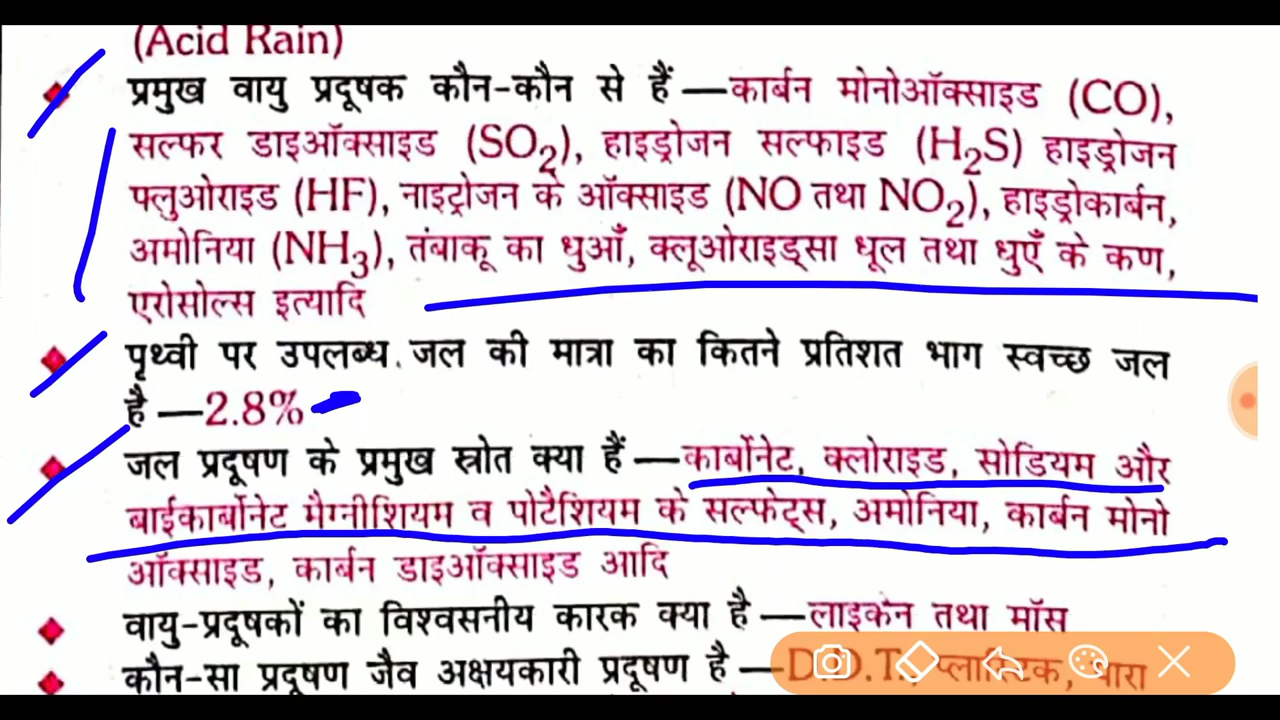 (Acid Rain)
प्रमुख वायु प्रदूषक कौन-कौन से हैं —कार्बन मोनोऑक्साइड (CO),
सल्फर डाइऑक्साइड (SO₂), हाइड्रोजन सल्फाइड (H₂S) हाइड्रोजन
फ्लुओराइड (HF), नाइट्रोजन के ऑक्साइड (NO तथा NO₂), हाइड्रोकार्बन,
अमोनिया (NH₃), तंबाकू का धुआँ, क्लूओराइड्सा धूल तथा धुएँ के कण,
एरोसोल्स इत्यादि
पृथ्वी पर उपलब्ध जल की मात्रा का कितने प्रतिशत भाग स्वच्छ जल
है —2.8%
जल प्रदूषण के प्रमुख स्रोत क्या हैं —कार्बोनेट, क्लोराइड, सोडियम और
बाईकार्बोनेट मैग्नीशियम व पोटैशियम के सल्फेट्स, अमोनिया, कार्बन मोनो
ऑक्साइड, कार्बन डाइऑक्साइड आदि
वायु-प्रदूषकों का विश्वसनीय कारक क्या है —लाइकेन तथा मॉस
कौन-सा प्रदूषण जैव अक्षयकारी प्रदूषण है —D.D.T., प्लास्टिक, पारा